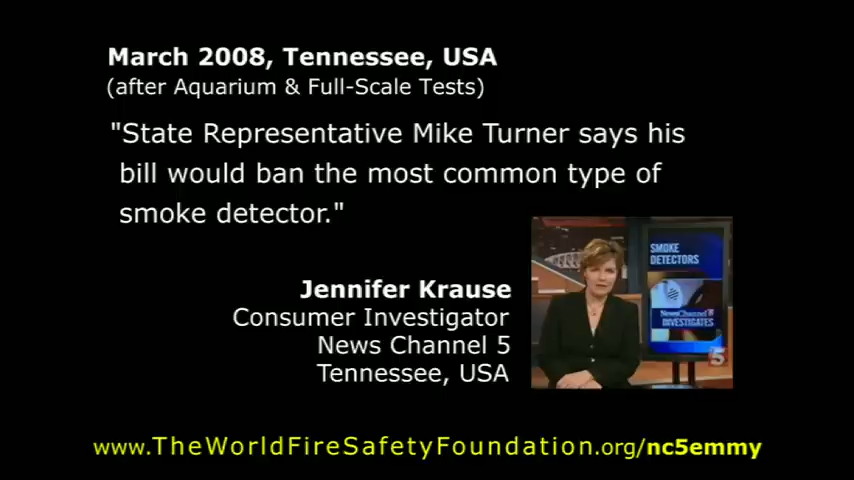 March 2008, Tennessee, USA
(after Aquarium & Full-Scale Tests)
"State Representative Mike Turner says his
bill would ban the most common type of
smoke detector."
SMOKE
DETECTORS
NewsChannel 5
INVESTIGATES
5
Jennifer Krause
Consumer Investigator
News Channel 5
Tennessee, USA
www.TheWorldFireSafetyFoundation.org/nc5emmy